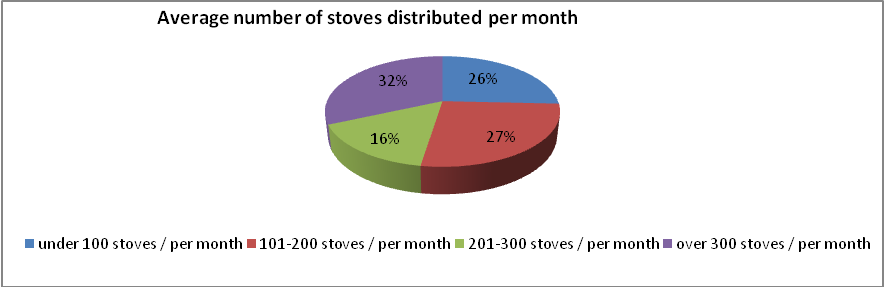 Average number of stoves distributed per month
32%
26%
16%
27%
under 100 stoves / per month 101-200 stoves / per month 201-300 stoves / per month over 300 stoves / per month